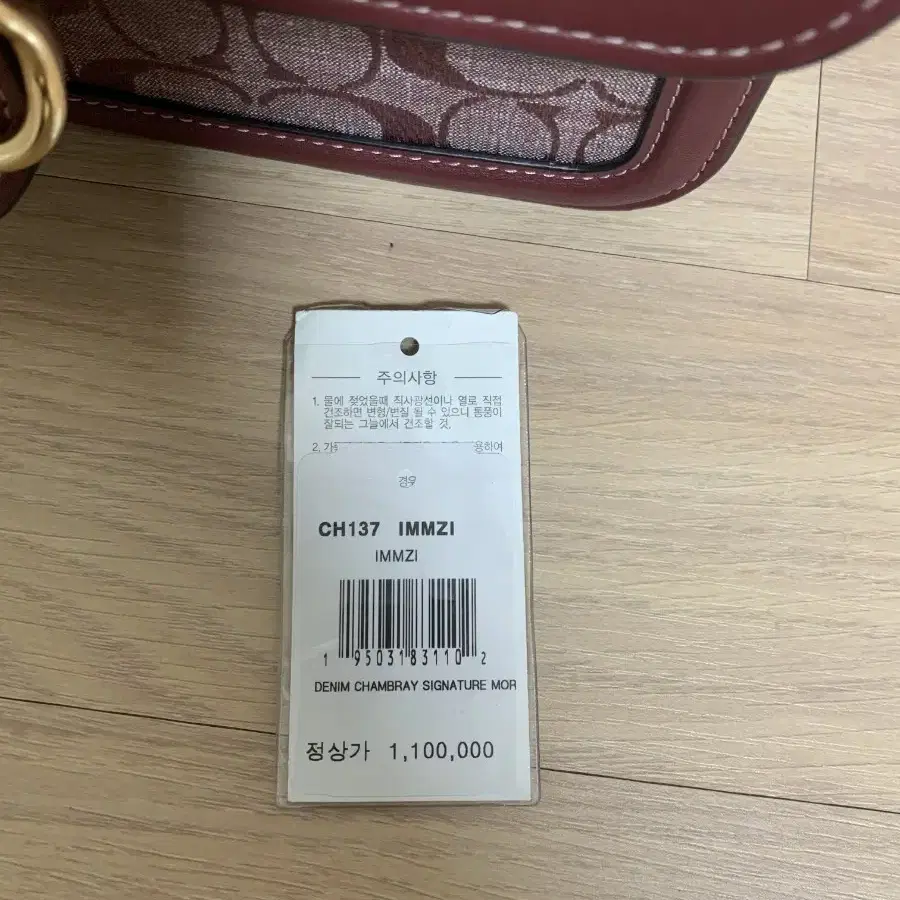 주의사항
1. 물에 젖었을때 직사광선이나 열로 직접
건조하면 변형/변질 될 수 있으니 통풍이
잘되는 그늘에서 건조할 것.
2.
용하여
경우
CH137 IMMZI
IMMZI
1 95031 83110 2
DENIM CHAMBRAY SIGNATURE MOR
정상가 1,100,000